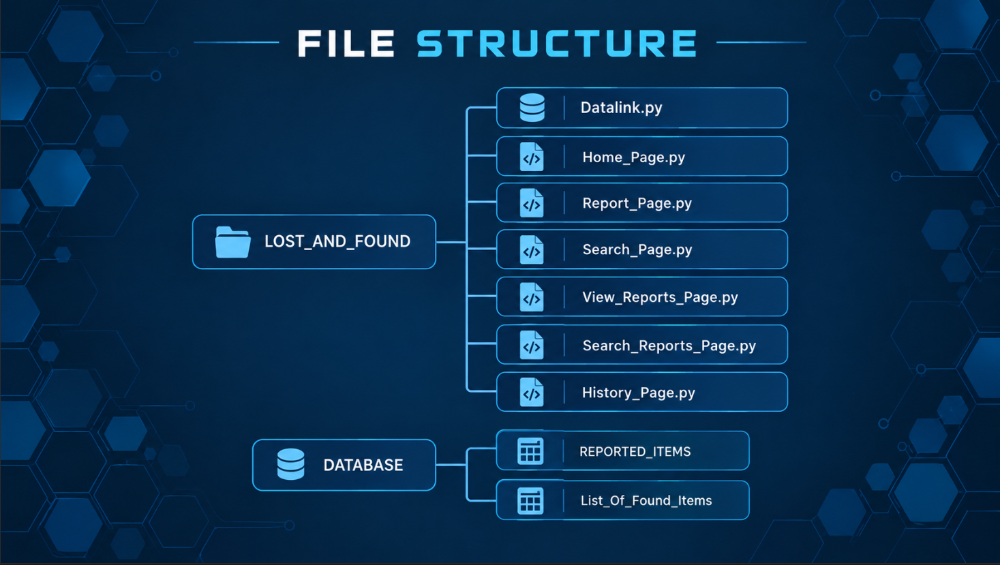 FILE STRUCTURE
LOST_AND_FOUND
Datalink.py
Home_Page.py
Report_Page.py
Search_Page.py
View_Reports_Page.py
Search_Reports_Page.py
History_Page.py
DATABASE
REPORTED_ITEMS
List_Of_Found_Items